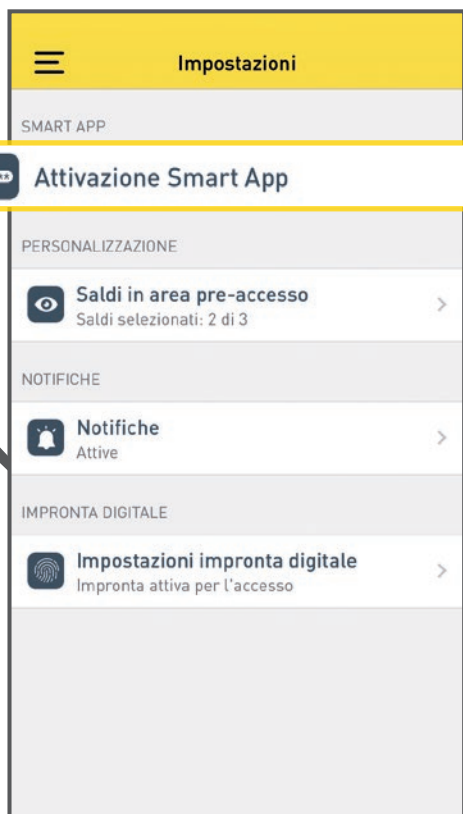 Impostazioni
SMART APP
Attivazione Smart App
PERSONALIZZAZIONE
Saldi in area pre-accesso
Saldi selezionati: 2 di 3
NOTIFICHE
Notifiche
Attive
IMPRONTA DIGITALE
Impostazioni impronta digitale
Impronta attiva per l'accesso